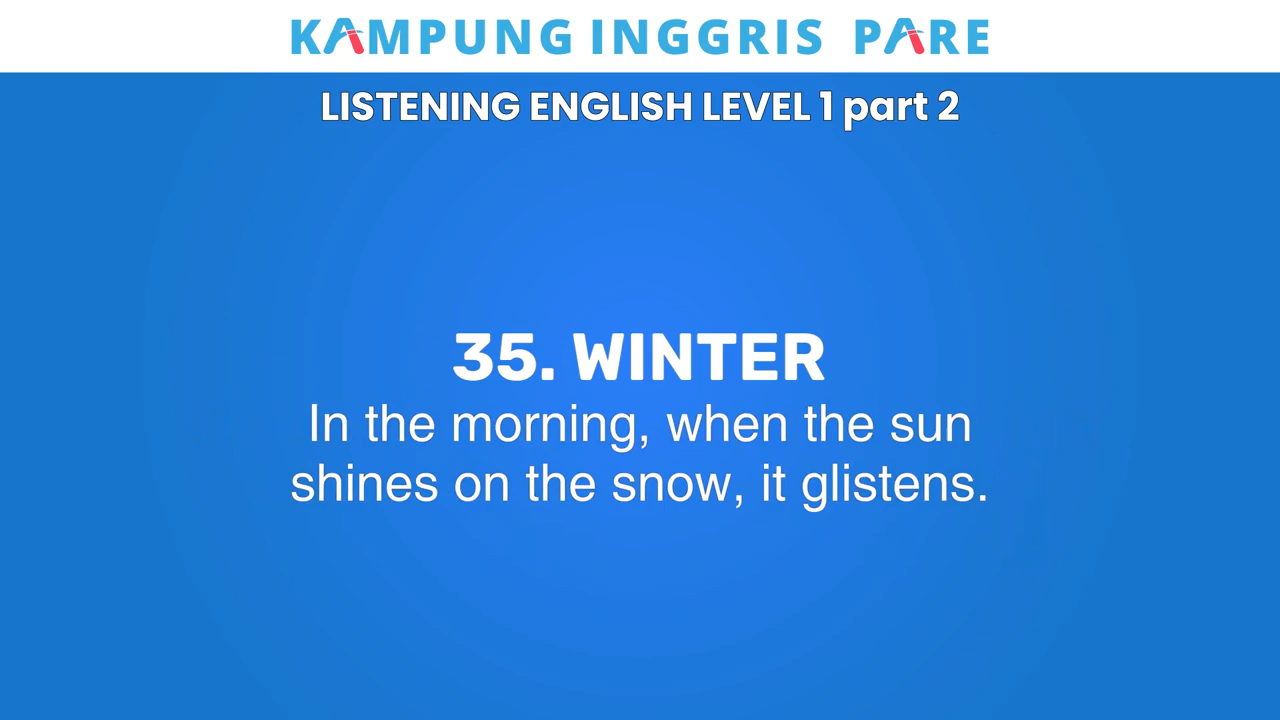 KAMPUNG INGGRIS PARE
LISTENING ENGLISH LEVEL 1 part 2
35. WINTER
In the morning, when the sun
shines on the snow, it glistens.